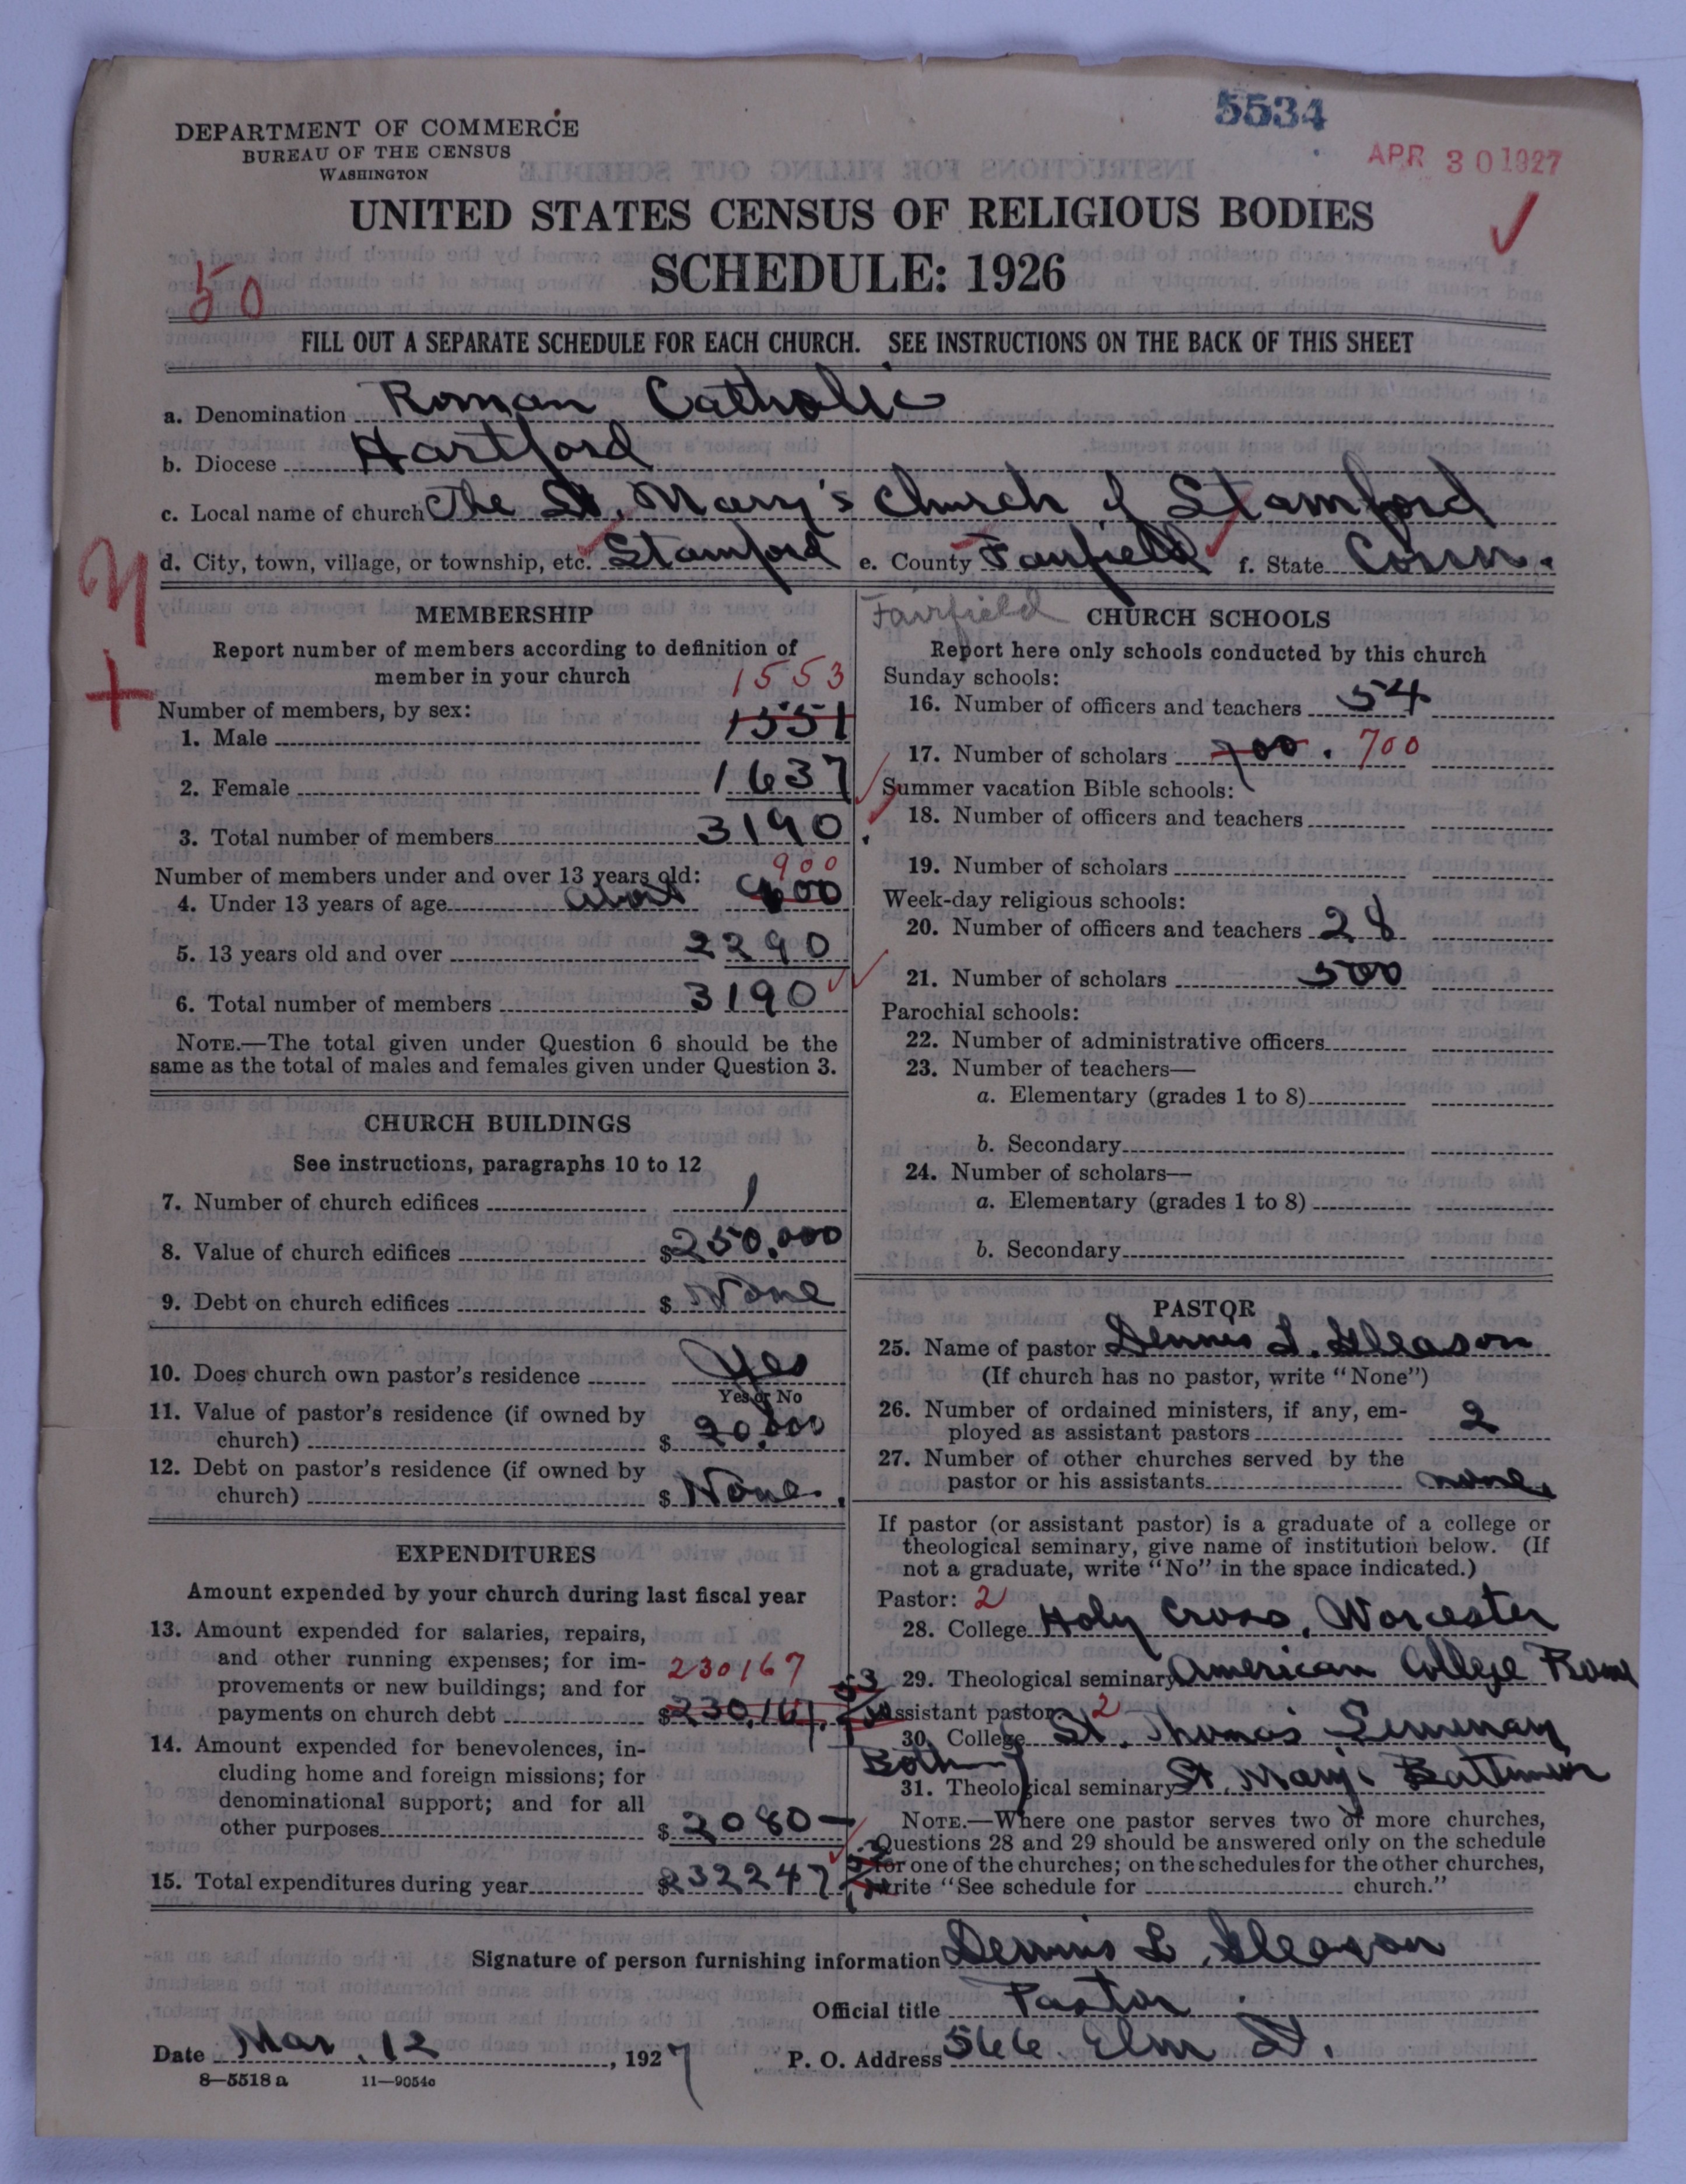 5534
APR 30 1927
DEPARTMENT OF COMMERCE
BUREAU OF THE CENSUS
WASHINGTON
UNITED STATES CENSUS OF RELIGIOUS BODIES
SCHEDULE: 1926
50
FILL OUT A SEPARATE SCHEDULE FOR EACH CHURCH. SEE INSTRUCTIONS ON THE BACK OF THIS SHEET
a. Denomination Roman Catholic
b. Diocese Hartford
c. Local name of church The St. Mary's Church of Stamford
d. City, town, village, or township, etc. Stamford e. County Fairfield f. State Conn.
Fairfield
MEMBERSHIP
Report number of members according to definition of
member in your church
1553
Number of members, by sex:
1. Male 1551
2. Female 1637
3. Total number of members 3190.
Number of members under and over 13 years old:
900
4. Under 13 years of age about 900
5. 13 years old and over 2290
6. Total number of members 3190
NOTE.—The total given under Question 6 should be the
same as the total of males and females given under Question 3.
CHURCH BUILDINGS
See instructions, paragraphs 10 to 12
7. Number of church edifices 1
8. Value of church edifices $250,000
9. Debt on church edifices $ None
10. Does church own pastor's residence Yes
Yes or No
11. Value of pastor's residence (if owned by
church) $ 20,000
12. Debt on pastor's residence (if owned by
church) $ None.
EXPENDITURES
Amount expended by your church during last fiscal year
13. Amount expended for salaries, repairs,
and other running expenses; for im-
provements or new buildings; and for
230167
payments on church debt $230,167.53
14. Amount expended for benevolences, in-
cluding home and foreign missions; for
denominational support; and for all
other purposes $ 2080—
15. Total expenditures during year $232247
CHURCH SCHOOLS
Report here only schools conducted by this church
Sunday schools:
16. Number of officers and teachers 54
17. Number of scholars 700. 700
Summer vacation Bible schools:
18. Number of officers and teachers
19. Number of scholars
Week-day religious schools:
20. Number of officers and teachers 28
21. Number of scholars 500
Parochial schools:
22. Number of administrative officers
23. Number of teachers—
a. Elementary (grades 1 to 8)
b. Secondary
24. Number of scholars—
a. Elementary (grades 1 to 8)
b. Secondary
PASTOR
25. Name of pastor Dennis L. Gleason
(If church has no pastor, write "None")
26. Number of ordained ministers, if any, em-
ployed as assistant pastors 2
27. Number of other churches served by the
pastor or his assistants none.
If pastor (or assistant pastor) is a graduate of a college or
theological seminary, give name of institution below. (If
not a graduate, write "No" in the space indicated.)
Pastor: 2
28. College Holy Cross, Worcester
29. Theological seminary American College Rome
Assistant pastor: 2
30. College St. Thomas' Seminary
Both
31. Theological seminary St. Mary's Baltimore
NOTE.—Where one pastor serves two or more churches,
Questions 28 and 29 should be answered only on the schedule
for one of the churches; on the schedules for the other churches,
write "See schedule for church."
Signature of person furnishing information Dennis L. Gleason
Official title Pastor
Date Mar. 12, 1927 P. O. Address 566 Elm St.
8—5518 a 11—9054c